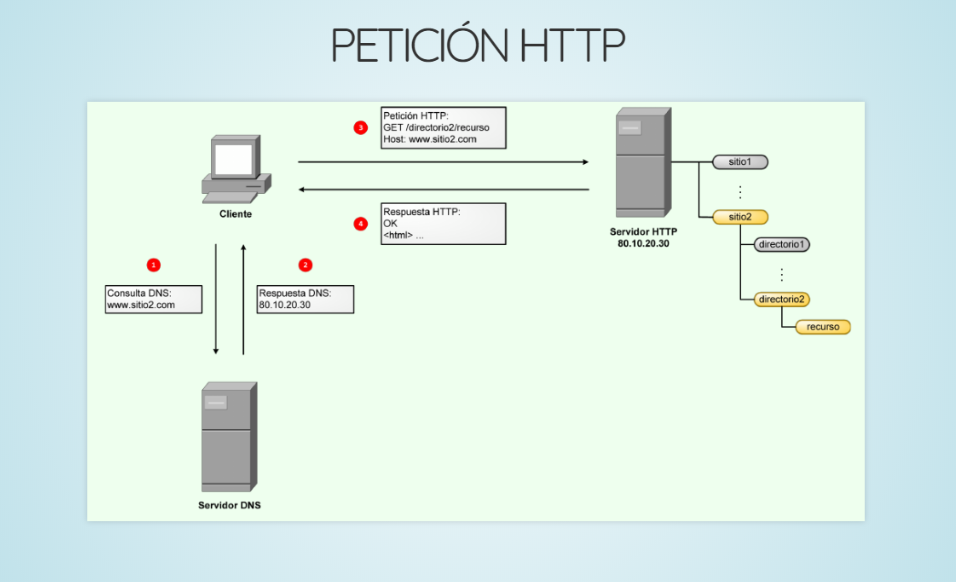 PETICIÓN HTTP
3
Petición HTTP:
GET /directorio2/recurso
Host: www.sitio2.com
sitio1
Cliente
4
Respuesta HTTP:
OK
<html> ...
sitio2
Servidor HTTP
80.10.20.30
directorio1
1
2
Consulta DNS:
www.sitio2.com
Respuesta DNS:
80.10.20.30
directorio2
recurso
Servidor DNS